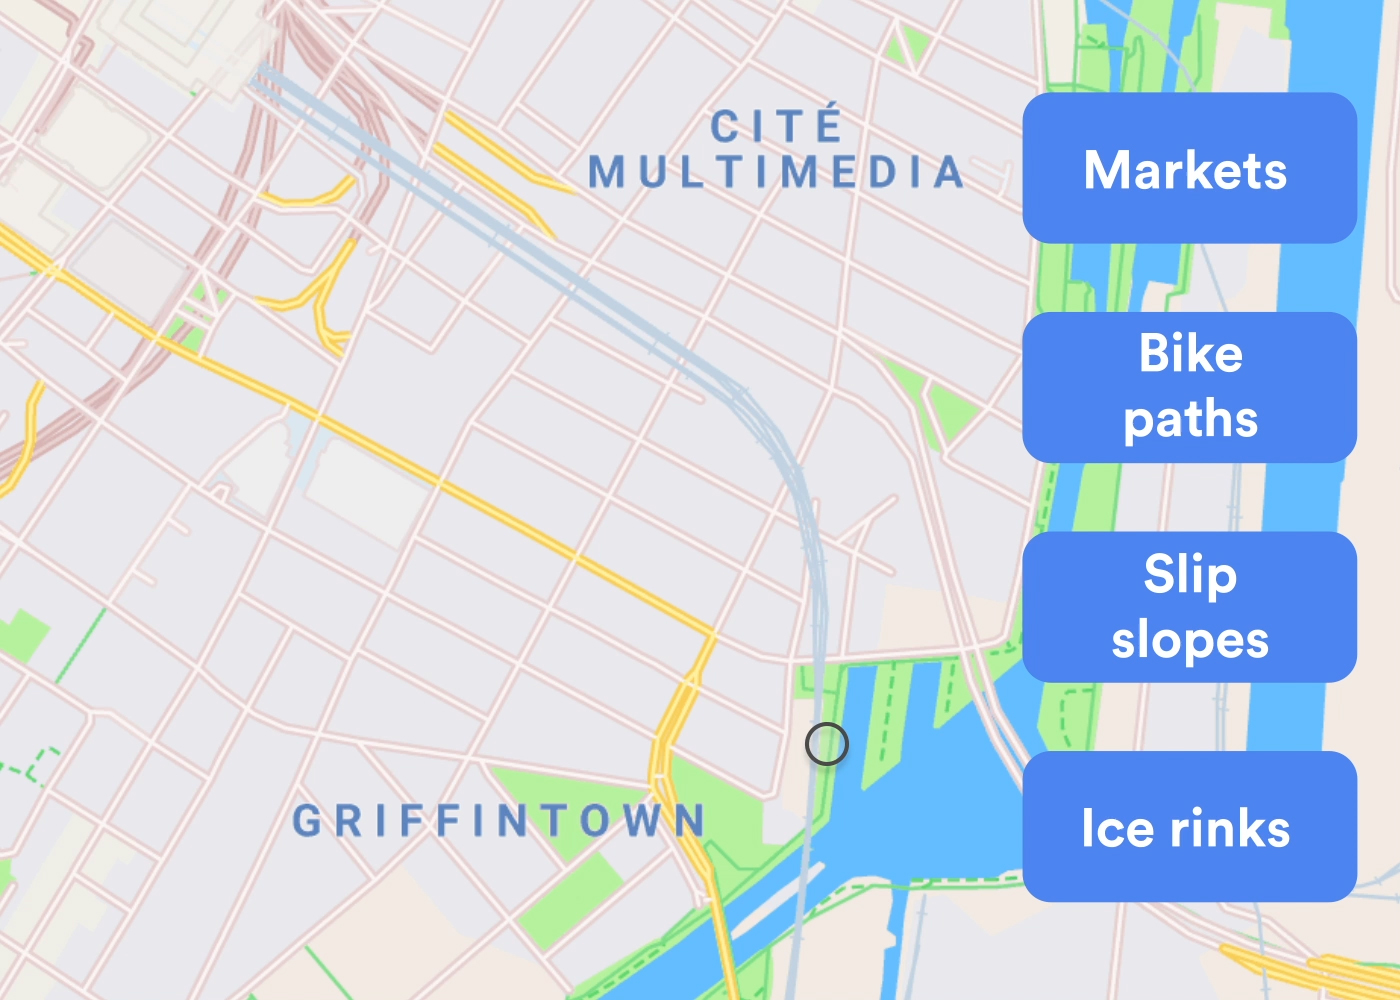 CITÉ
MULTIMEDIA
Markets
Bike
paths
Slip
slopes
Ice rinks
GRIFFINTOWN